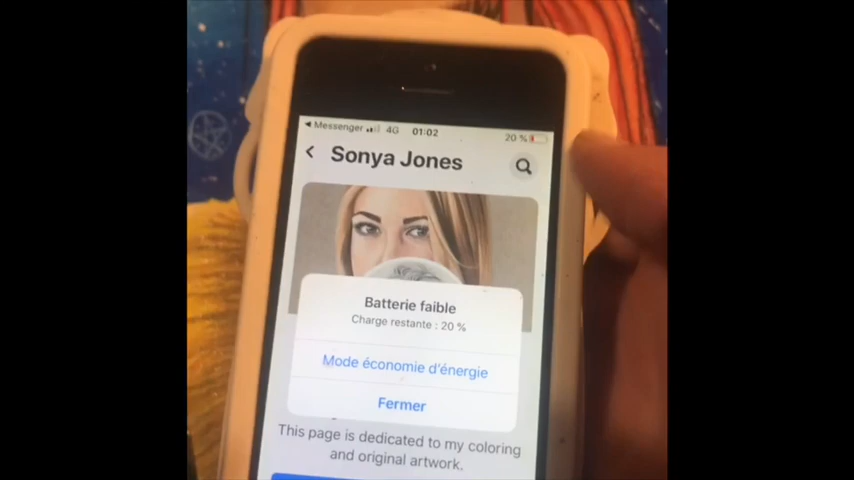 Messenger 4G 01:02 20 %
Sonya Jones
Batterie faible
Charge restante : 20 %
Mode économie d'énergie
Fermer
This page is dedicated to my coloring
and original artwork.